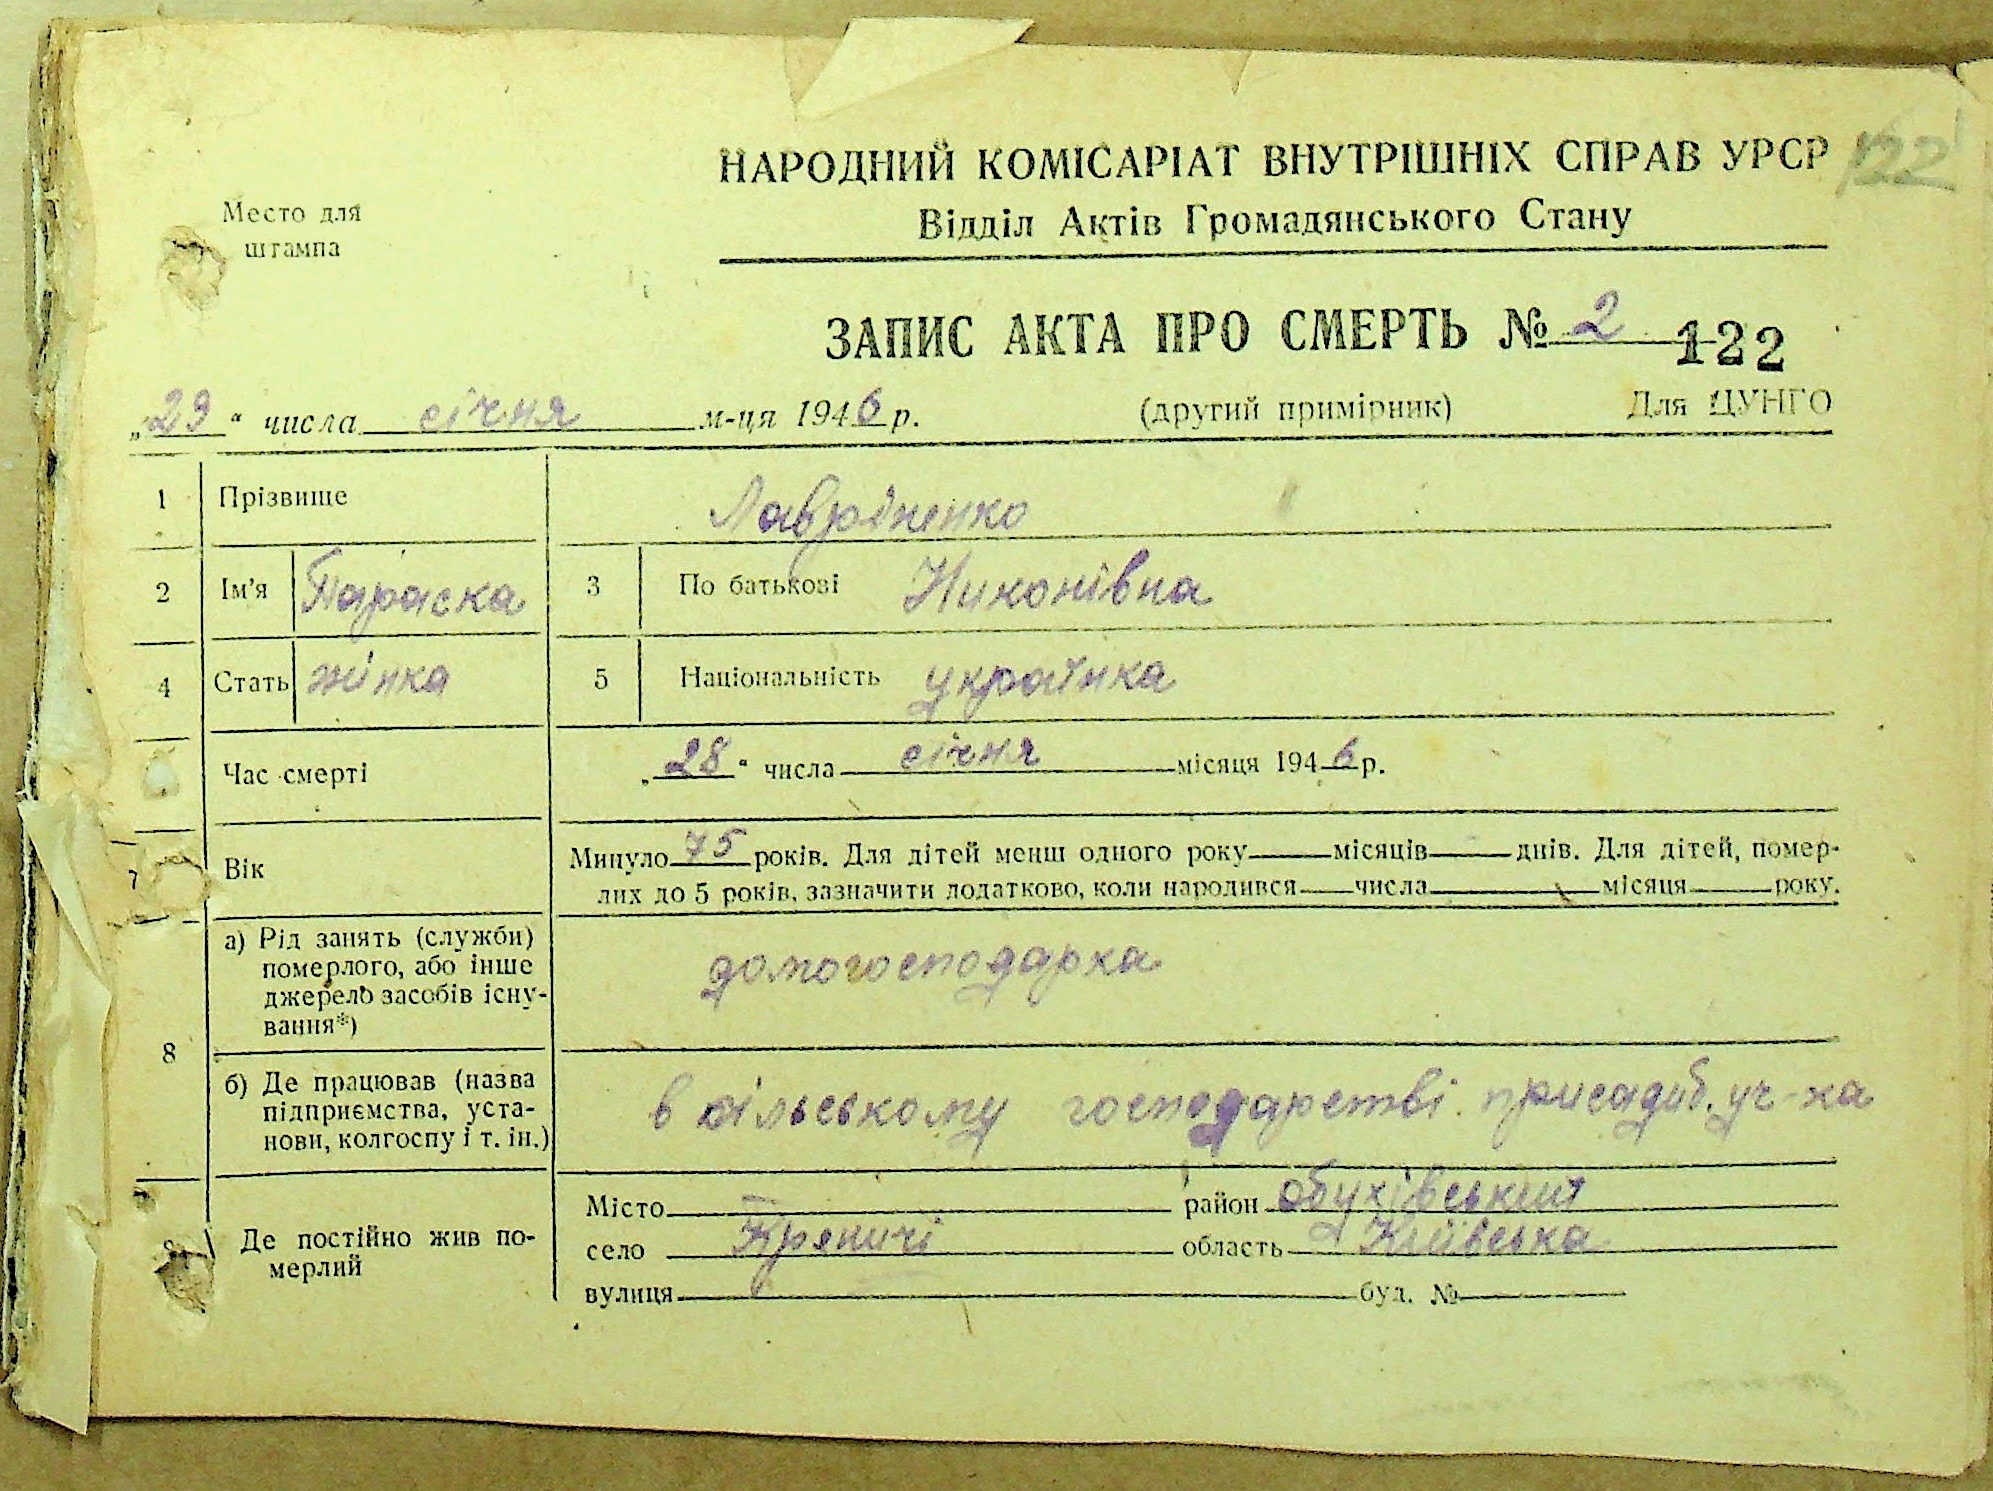 НАРОДНИЙ КОМІСАРІАТ ВНУТРІШНІХ СПРАВ УРСР 122
Відділ Актів Громадянського Стану
Место для
штампа
ЗАПИС АКТА ПРО СМЕРТЬ № 2 122
„29“ числа січня м-ця 1946 р. (другий примірник) Для ЦУНГО
1 Прізвище
2 Ім'я Параска 3 По батькові Никонівна
4 Стать жінка 5 Національність українка
Час смерті „28“ числа січня місяця 1946 р.
7 Вік Минуло 75 років. Для дітей менш одного року місяців днів. Для дітей, помер-
лих до 5 років, зазначити додатково, коли народився числа місяця року.
8 а) Рід занять (служби)
померлого, або інше
джерело засобів існу-
вання*)
домогосподарка
б) Де працював (назва
підприємства, уста-
нови, колгоспу і т. ін.)
в сільському господарстві присадиб. уч-ка
9 Де постійно жив по-
мерлий
Місто — район Обухівський
село Кряничі область Київська
вулиця буд. №